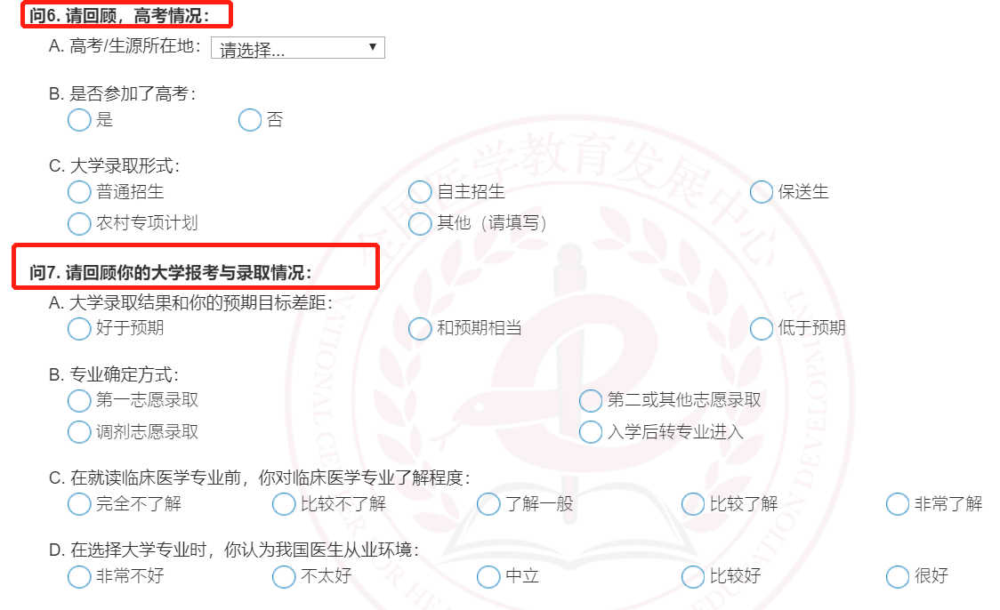 问6. 请回顾，高考情况：
A. 高考/生源所在地： 请选择...
B. 是否参加了高考：
是 否
C. 大学录取形式：
普通招生 自主招生 保送生
农村专项计划 其他（请填写）
问7. 请回顾你的大学报考与录取情况：
A. 大学录取结果和你的预期目标差距：
好于预期 和预期相当 低于预期
B. 专业确定方式：
第一志愿录取 第二或其他志愿录取
调剂志愿录取 入学后转专业进入
C. 在就读临床医学专业前，你对临床医学专业了解程度：
完全不了解 比较不了解 了解一般 比较了解 非常了解
D. 在选择大学专业时，你认为我国医生从业环境：
非常不好 不太好 中立 比较好 很好
全国医学教育发展中心